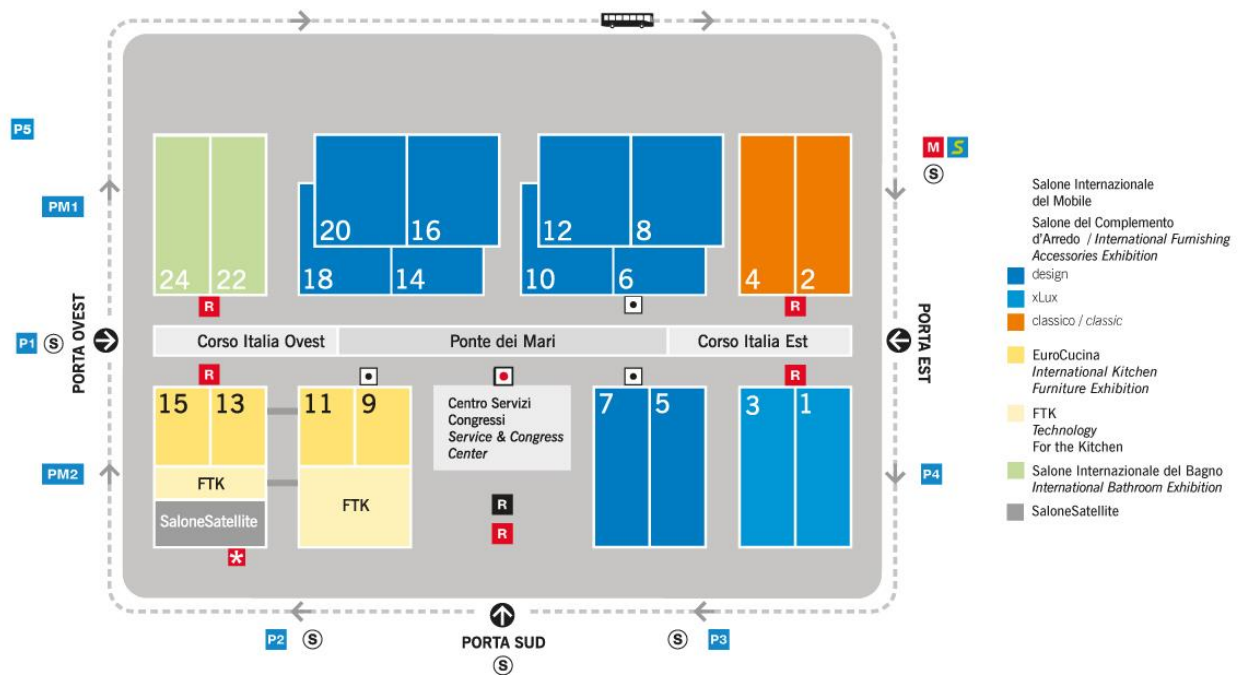 P5
M S
S
PM1
20 16
12 8
24 22
18 14
10 6
4 2
R
R
P1 S
PORTA OVEST
Corso Italia Ovest
Ponte dei Mari
Corso Italia Est
PORTA EST
R
R
15 13
11 9
7 5
3 1
Centro Servizi
Congressi
Service & Congress
Center
PM2
FTK
FTK
SaloneSatellite
*
R
R
P4
P2 S
PORTA SUD
S
S P3
Salone Internazionale
del Mobile
Salone del Complemento
d'Arredo / International Furnishing
Accessories Exhibition
design
xLux
classico / classic
EuroCucina
International Kitchen
Furniture Exhibition
FTK
Technology
For the Kitchen
Salone Internazionale del Bagno
International Bathroom Exhibition
SaloneSatellite